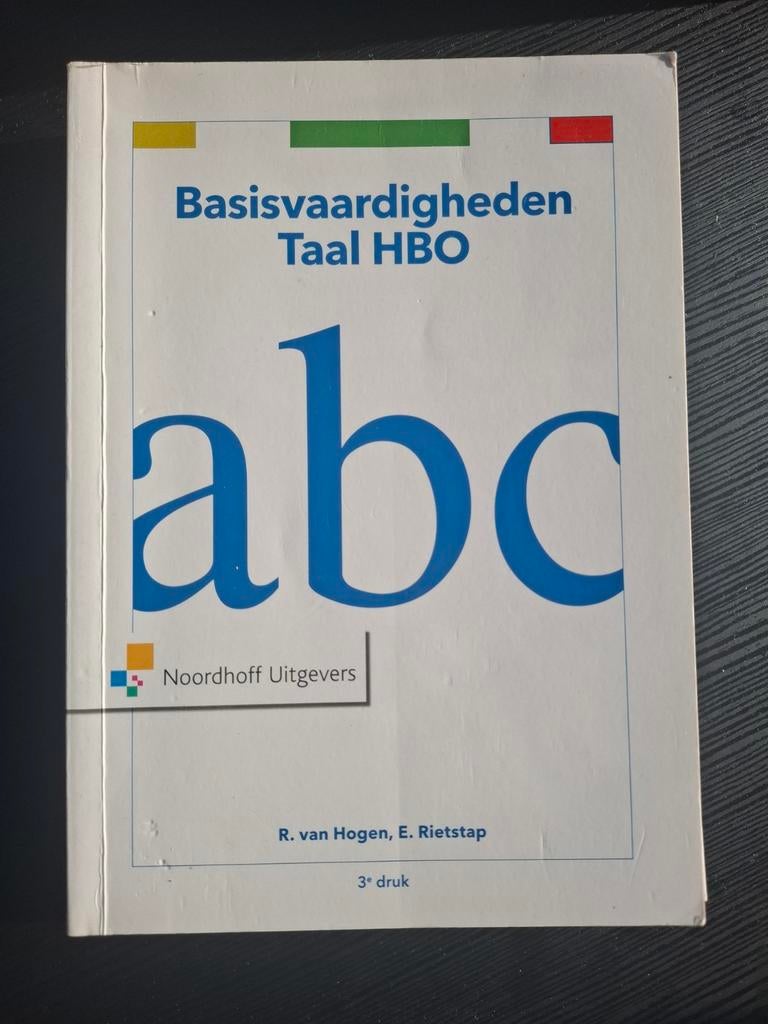 Basisvaardigheden
Taal HBO
abc
Noordhoff Uitgevers
R. van Hogen, E. Rietstap
3ᵉ druk